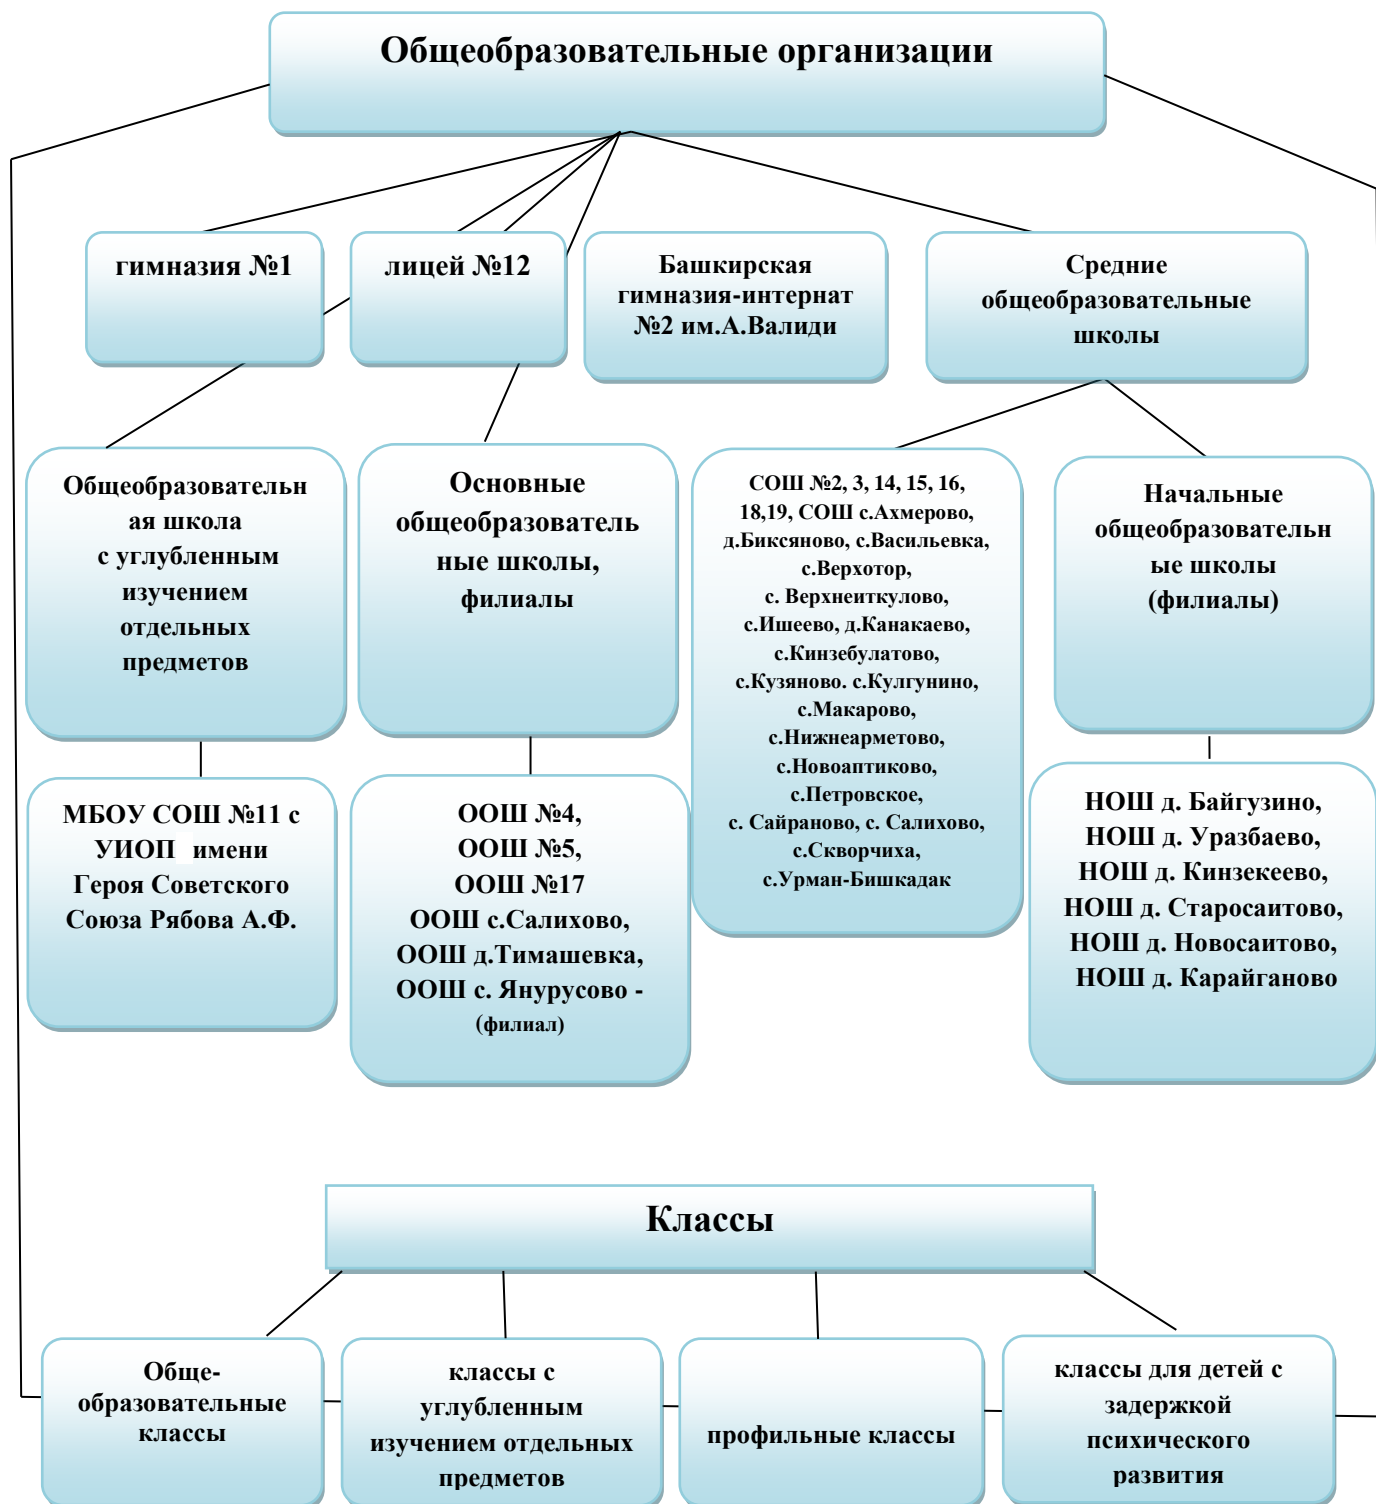 Общеобразовательные организации
гимназия №1
лицей №12
Башкирская
гимназия-интернат
№2 им.А.Валиди
Средние
общеобразовательные
школы
Общеобразовательн
ая школа
с углубленным
изучением
отдельных
предметов
Основные
общеобразователь
ные школы,
филиалы
СОШ №2, 3, 14, 15, 16,
18,19, СОШ с.Ахмерово,
д.Биксяново, с.Васильевка,
с.Верхотор,
с. Верхнеиткулово,
с.Ишеево, д.Канакаево,
с.Кинзебулатово,
с.Кузяново. с.Кулгунино,
с.Макарово,
с.Нижнеарметово,
с.Новоаптиково,
с.Петровское,
с. Сайраново, с. Салихово,
с.Скворчиха,
с.Урман-Бишкадак
Начальные
общеобразовательн
ые школы
(филиалы)
МБОУ СОШ №11 с
УИОП имени
Героя Советского
Союза Рябова А.Ф.
ООШ №4,
ООШ №5,
ООШ №17
ООШ с.Салихово,
ООШ д.Тимашевка,
ООШ с. Янурусово -
(филиал)
НОШ д. Байгузино,
НОШ д. Уразбаево,
НОШ д. Кинзекеево,
НОШ д. Старосаитово,
НОШ д. Новосаитово,
НОШ д. Карайганово
Классы
Обще-
образовательные
классы
классы с
углубленным
изучением отдельных
предметов
профильные классы
классы для детей с
задержкой
психического
развития